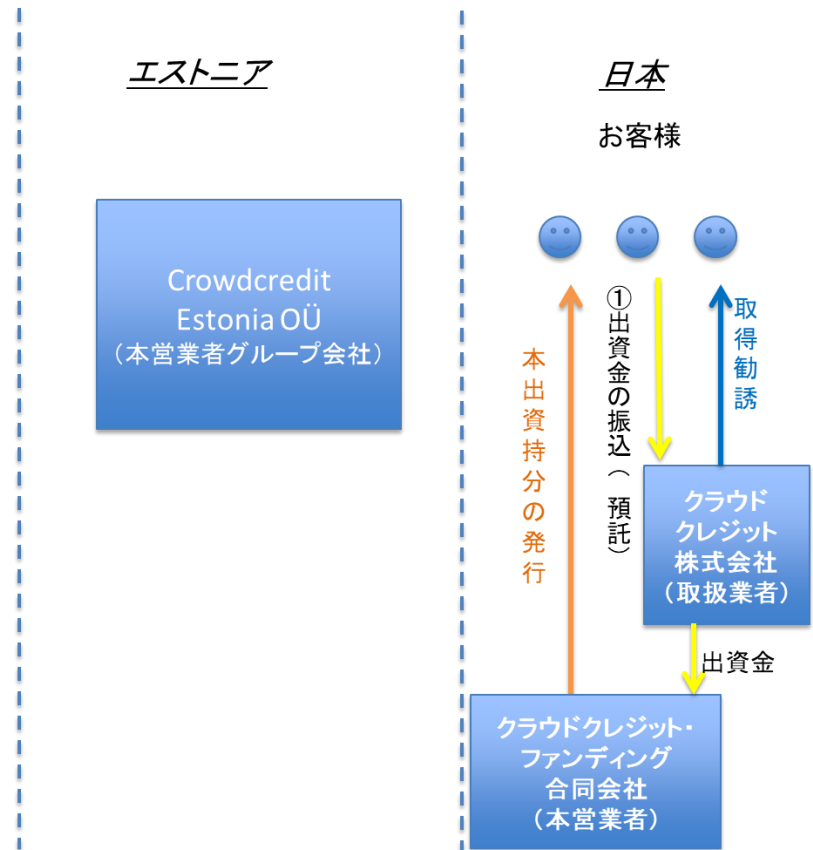 エストニア
日本
お客様
Crowdcredit
Estonia OÜ
（本営業者グループ会社）
本出資持分の発行
①出資金の振込（預託）
取得勧誘
クラウド
クレジット
株式会社
（取扱業者）
出資金
クラウドクレジット・
ファンディング
合同会社
（本営業者）